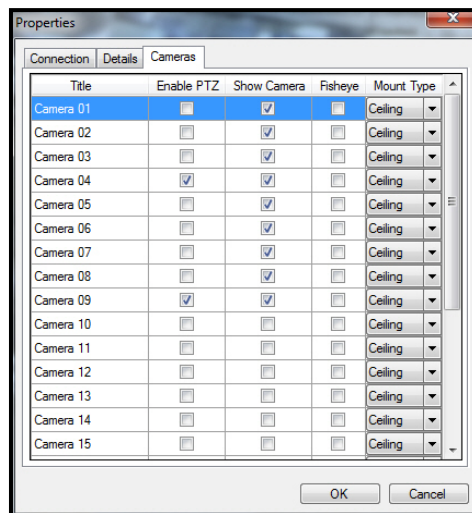 Properties
Connection Details Cameras
Title Enable PTZ Show Camera Fisheye Mount Type
Camera 01 Ceiling
Camera 02 Ceiling
Camera 03 Ceiling
Camera 04 Ceiling
Camera 05 Ceiling
Camera 06 Ceiling
Camera 07 Ceiling
Camera 08 Ceiling
Camera 09 Ceiling
Camera 10 Ceiling
Camera 11 Ceiling
Camera 12 Ceiling
Camera 13 Ceiling
Camera 14 Ceiling
Camera 15 Ceiling
OK Cancel